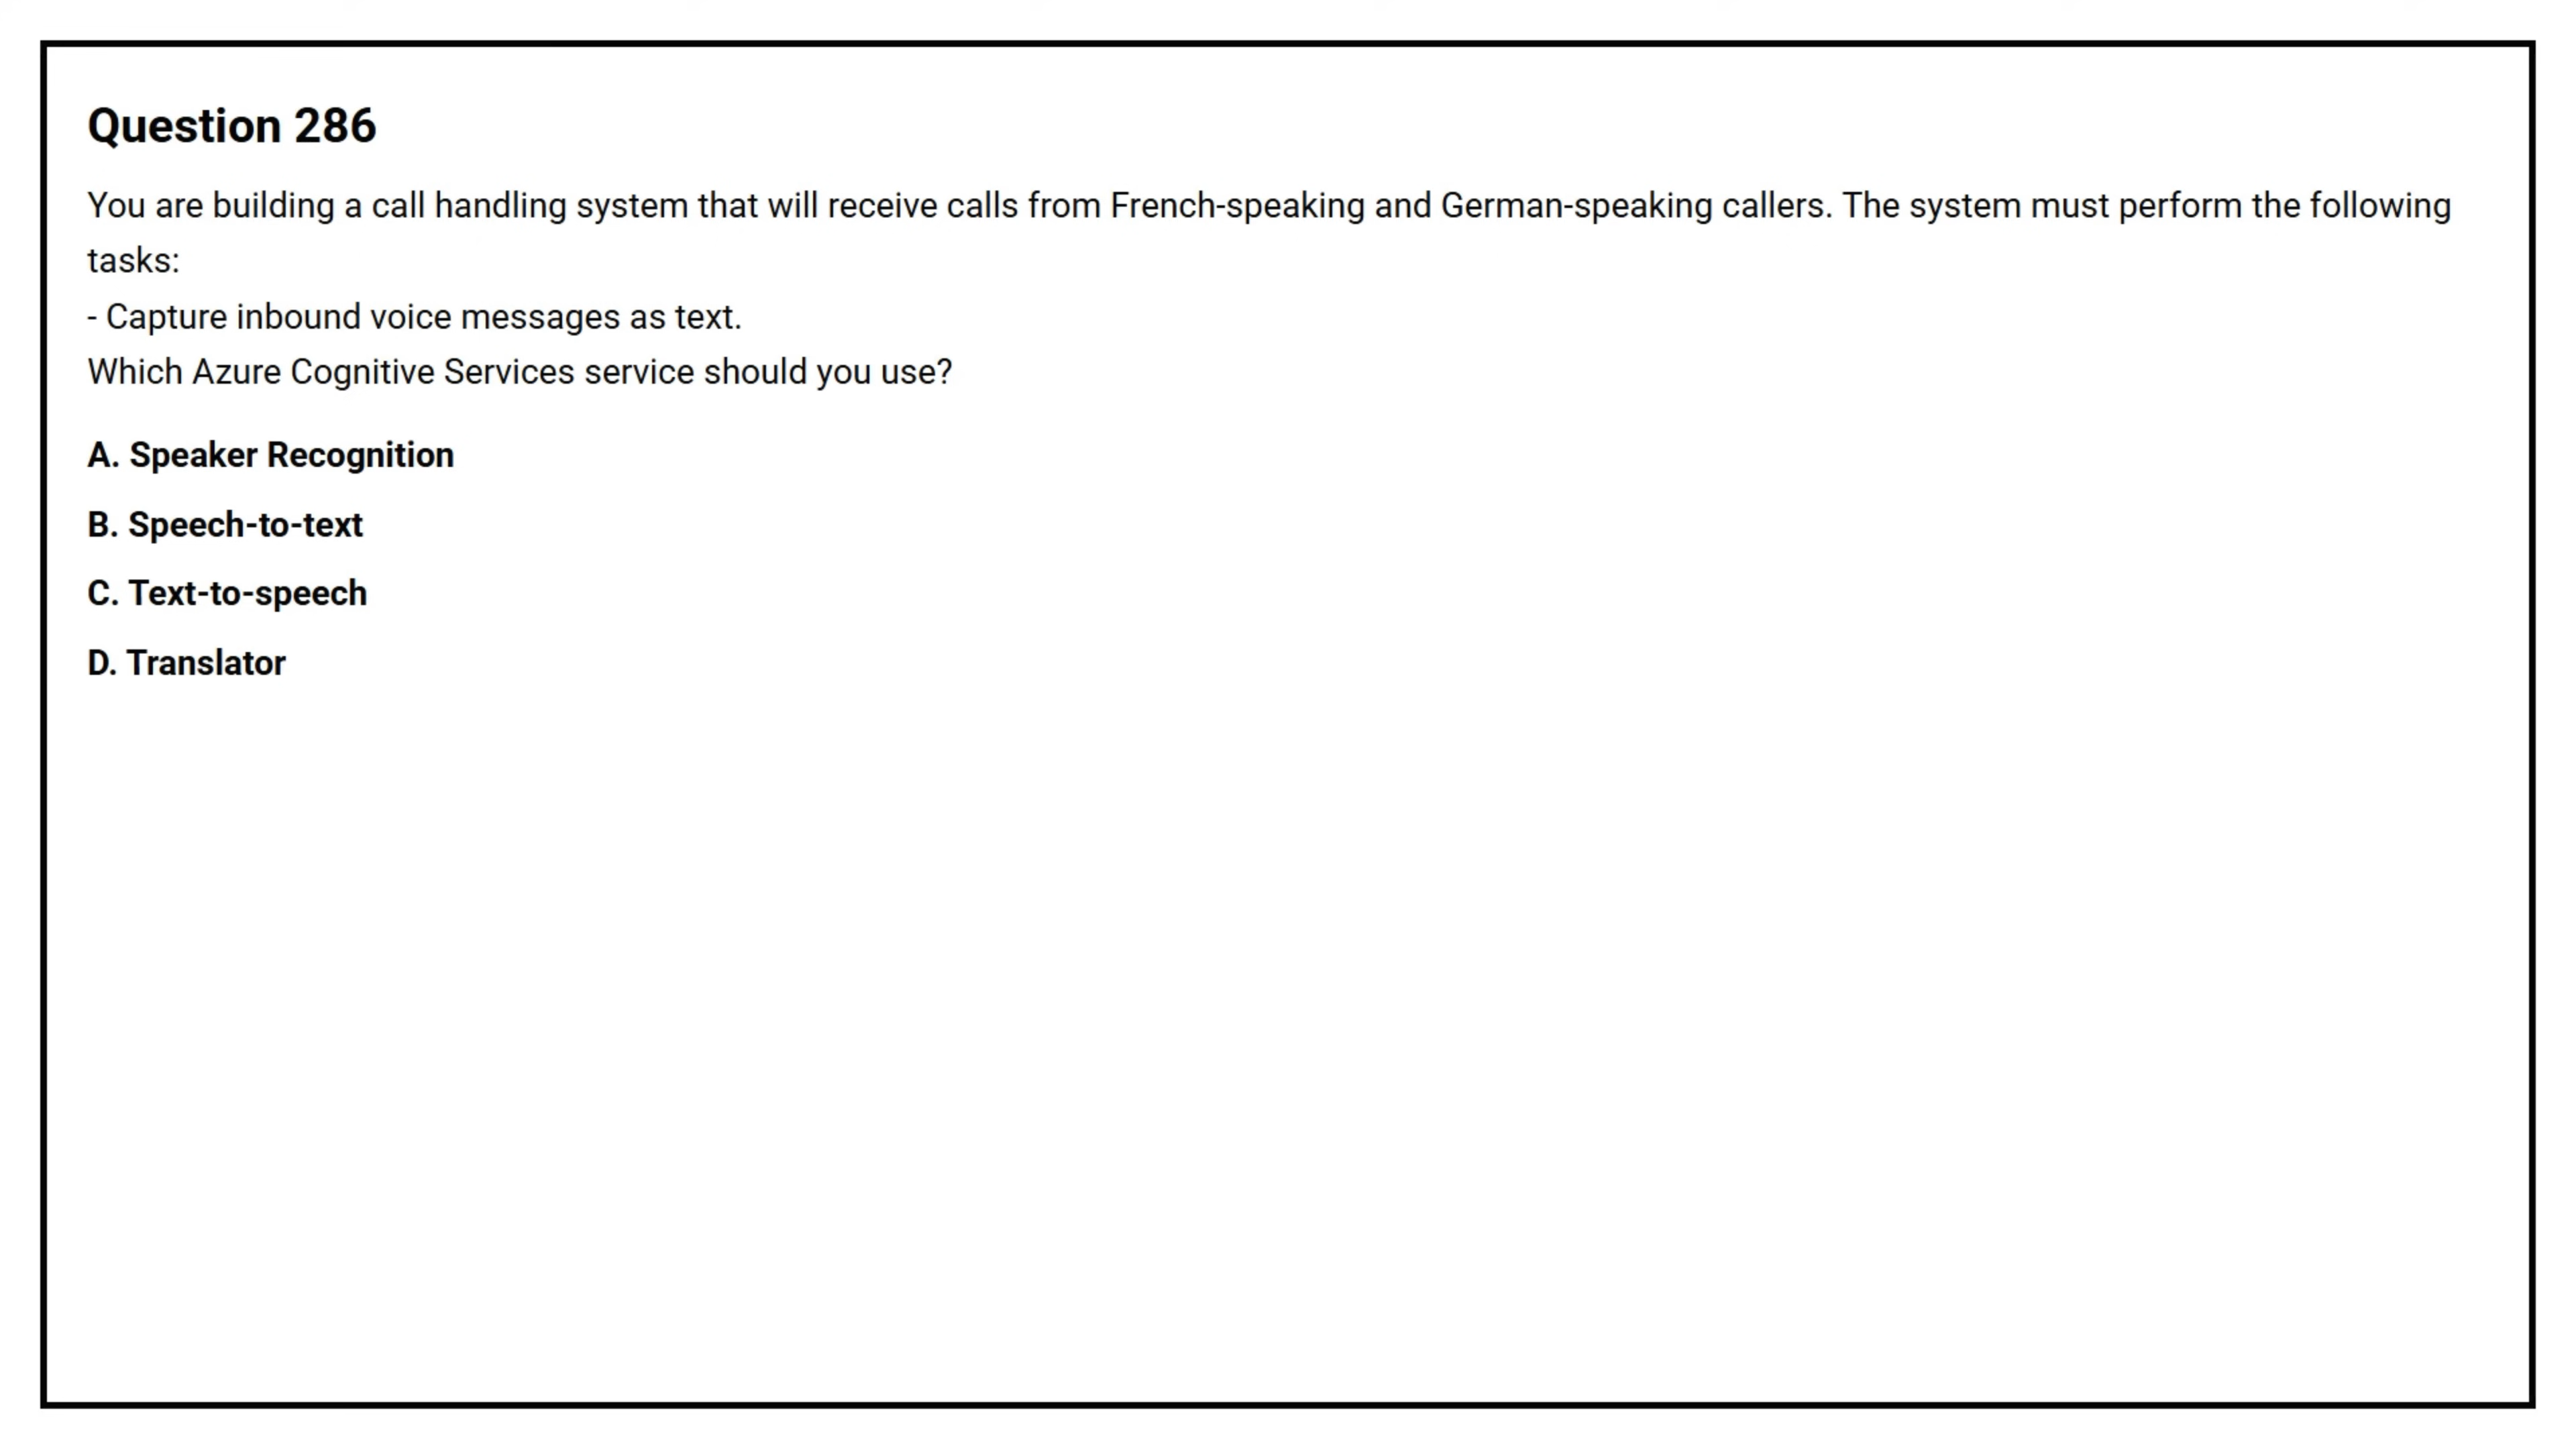 Question 286
You are building a call handling system that will receive calls from French-speaking and German-speaking callers. The system must perform the following
tasks:
- Capture inbound voice messages as text.
Which Azure Cognitive Services service should you use?
A. Speaker Recognition
B. Speech-to-text
C. Text-to-speech
D. Translator